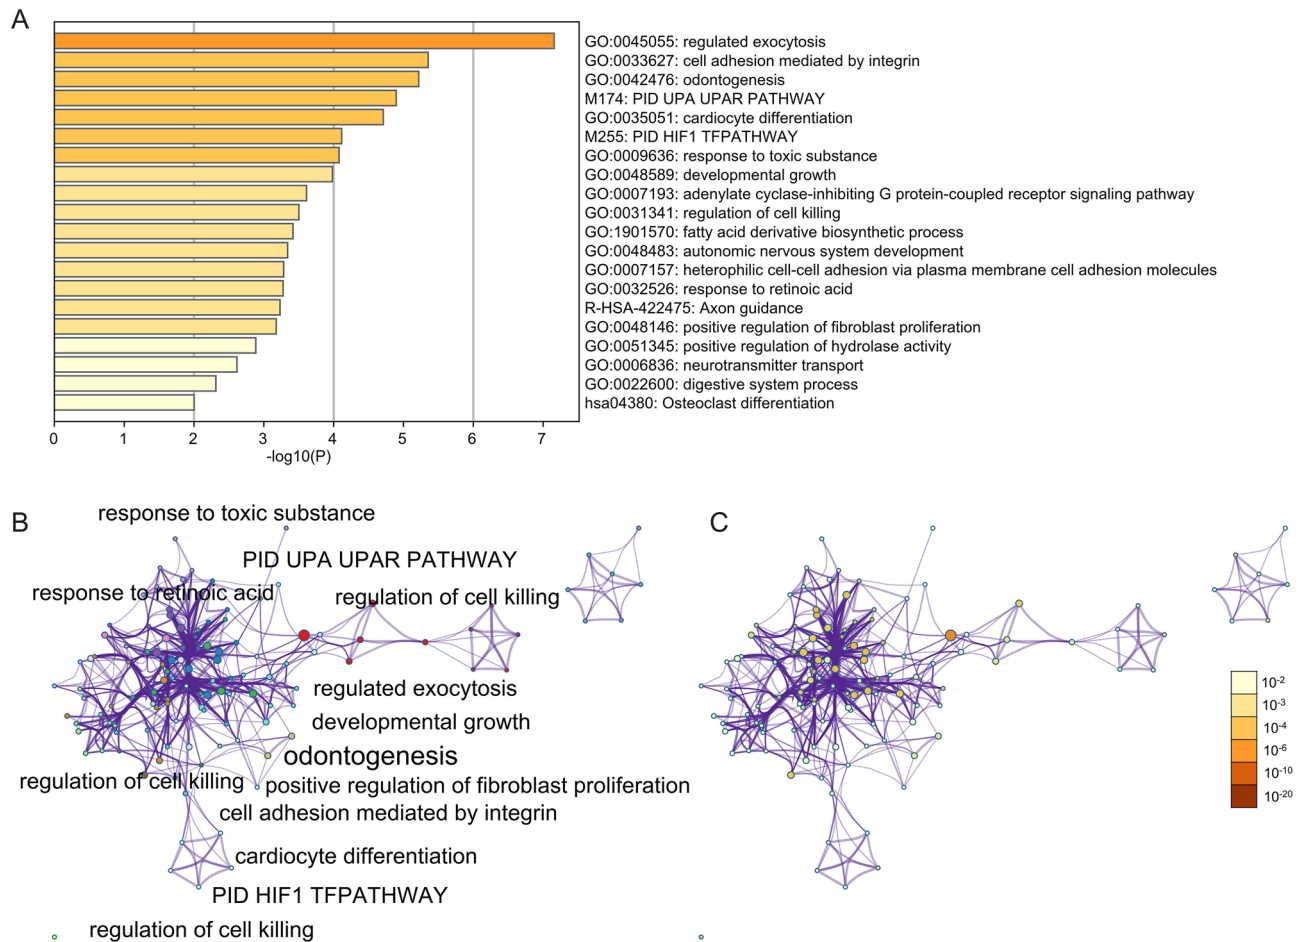 A
GO:0045055: regulated exocytosis
GO:0033627: cell adhesion mediated by integrin
GO:0042476: odontogenesis
M174: PID UPA UPAR PATHWAY
GO:0035051: cardiocyte differentiation
M255: PID HIF1 TFPATHWAY
GO:0009636: response to toxic substance
GO:0048589: developmental growth
GO:0007193: adenylate cyclase-inhibiting G protein-coupled receptor signaling pathway
GO:0031341: regulation of cell killing
GO:1901570: fatty acid derivative biosynthetic process
GO:0048483: autonomic nervous system development
GO:0007157: heterophilic cell-cell adhesion via plasma membrane cell adhesion molecules
GO:0032526: response to retinoic acid
R-HSA-422475: Axon guidance
GO:0048146: positive regulation of fibroblast proliferation
GO:0051345: positive regulation of hydrolase activity
GO:0006836: neurotransmitter transport
GO:0022600: digestive system process
hsa04380: Osteoclast differentiation
0 1 2 3 4 5 6 7
-log10(P)
B
response to toxic substance
PID UPA UPAR PATHWAY
response to retinoic acid
regulation of cell killing
regulated exocytosis
developmental growth
odontogenesis
regulation of cell killing
positive regulation of fibroblast proliferation
cell adhesion mediated by integrin
cardiocyte differentiation
PID HIF1 TFPATHWAY
regulation of cell killing
C
10-2
10-3
10-4
10-6
10-10
10-20